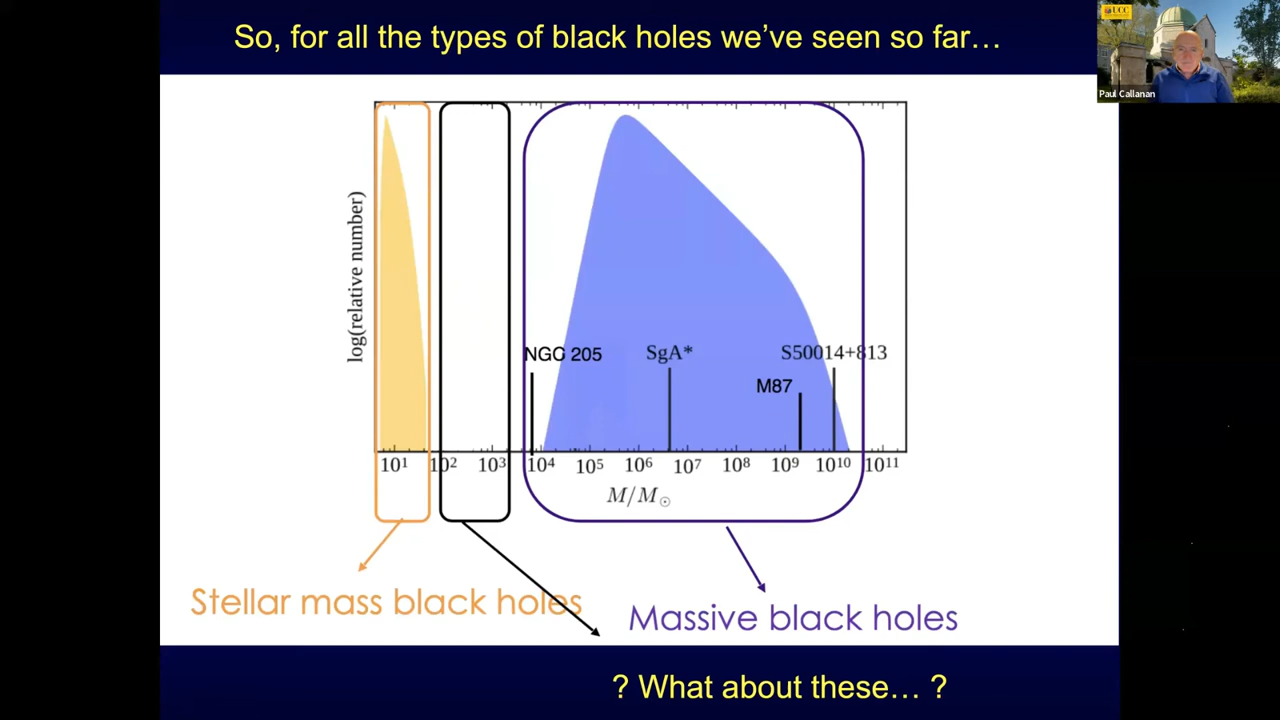 So, for all the types of black holes we’ve seen so far…
UCC
Paul Callanan
log(relative number)
NGC 205
SgA*
S50014+813
M87
10¹ 10² 10³ 10⁴ 10⁵ 10⁶ 10⁷ 10⁸ 10⁹ 10¹⁰ 10¹¹
M/M☉
Stellar mass black holes
Massive black holes
? What about these… ?